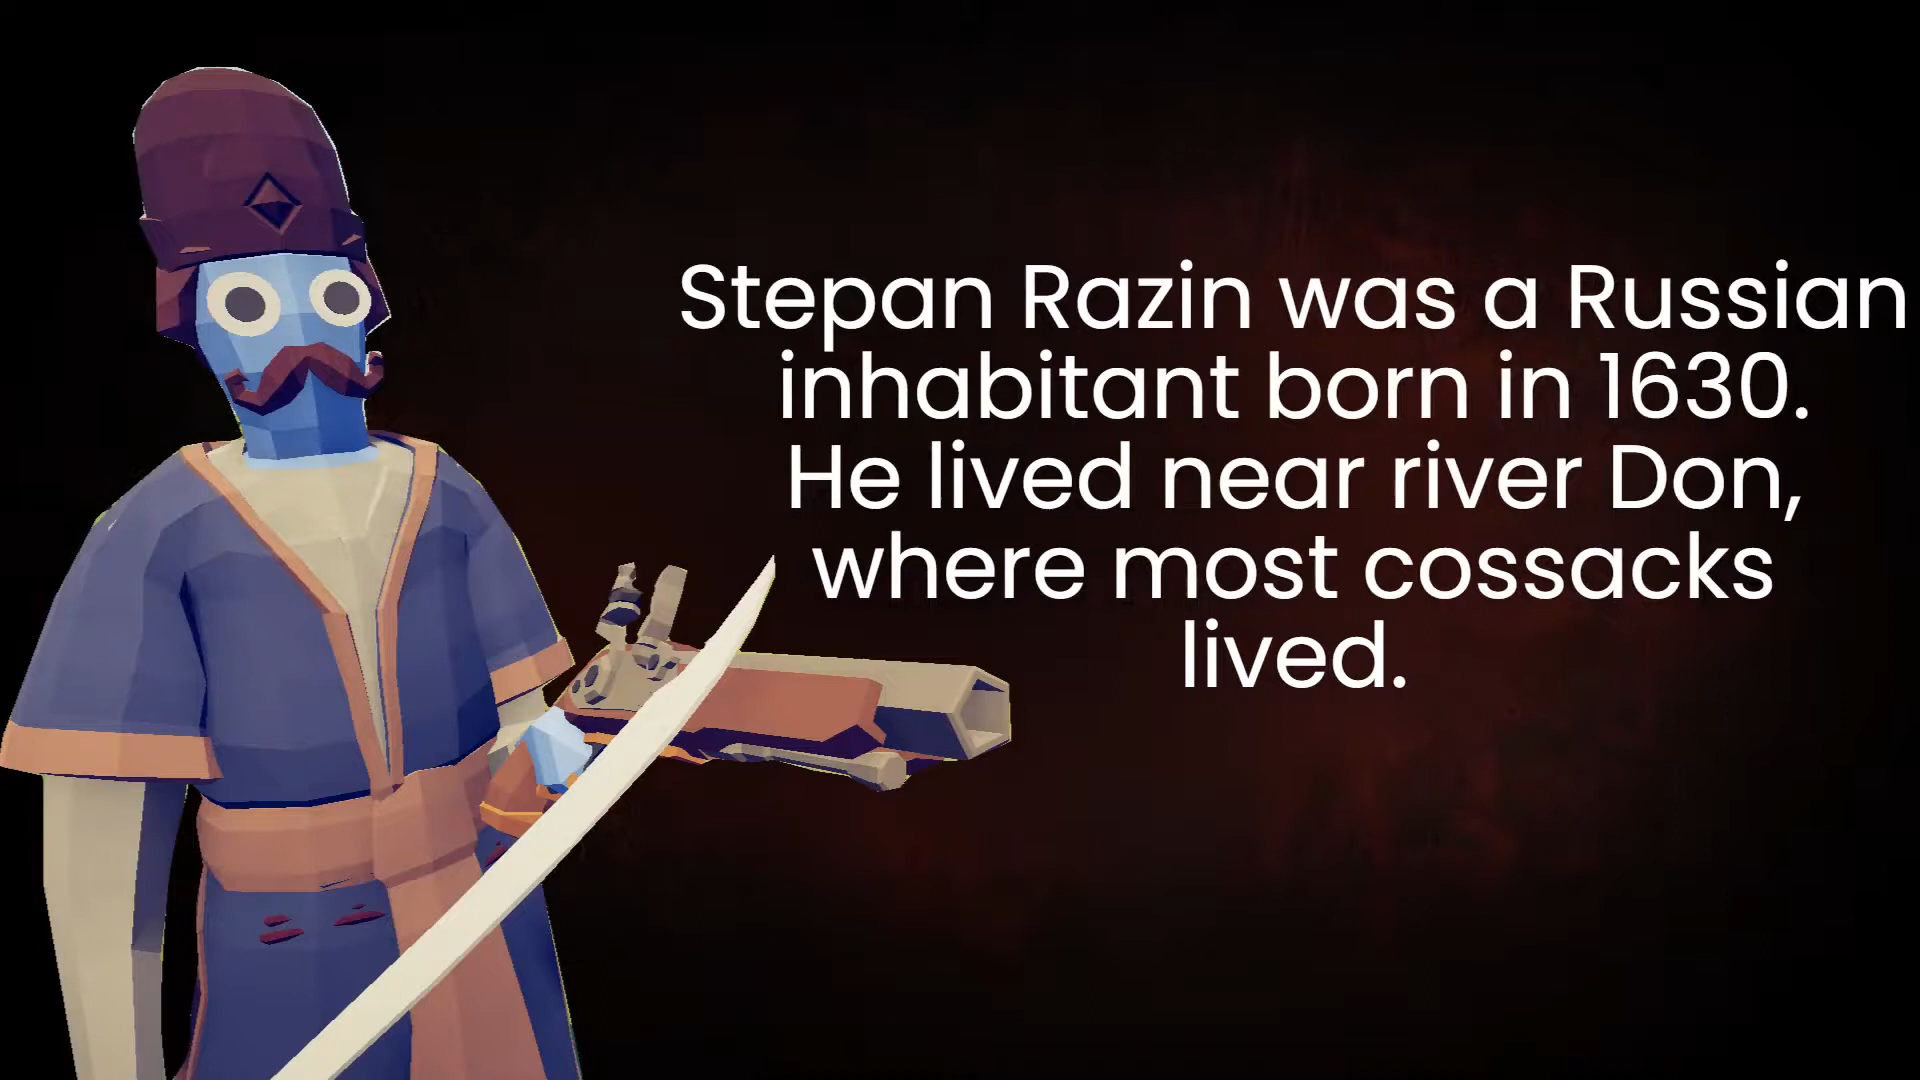 Stepan Razin was a Russian
inhabitant born in 1630.
He lived near river Don,
where most cossacks
lived.